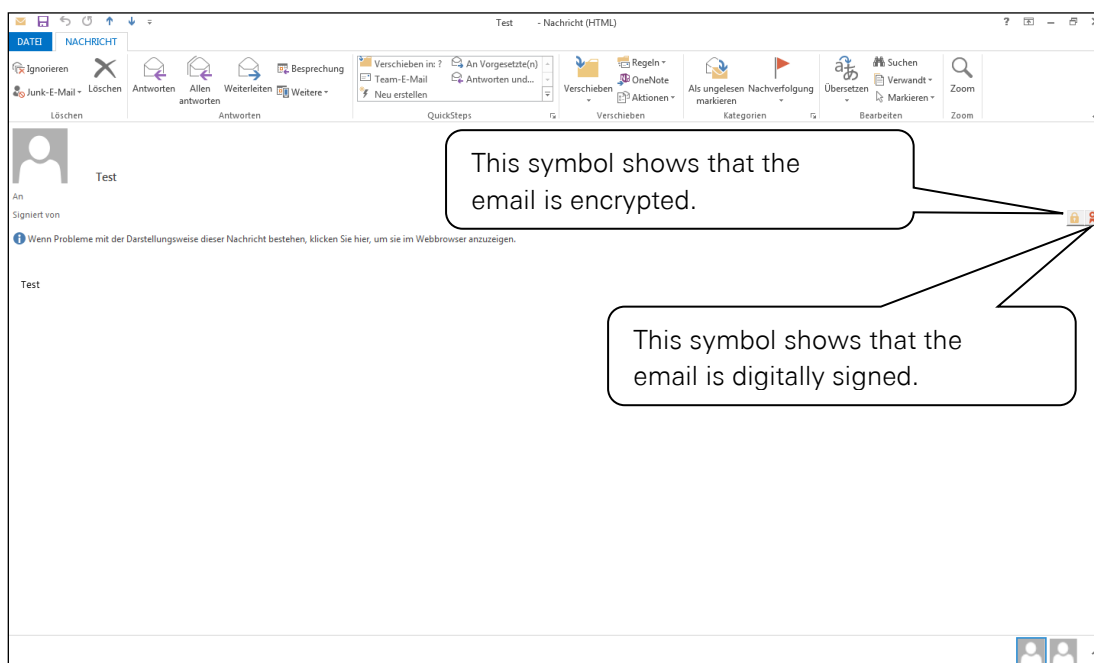 Test - Nachricht (HTML)
?
DATEI NACHRICHT
Ignorieren
Junk-E-Mail
Löschen
Löschen
Antworten
Allen
antworten
Weiterleiten
Besprechung
Weitere
Antworten
Verschieben in: ?
Team-E-Mail
Neu erstellen
An Vorgesetzte(n)
Antworten und...
QuickSteps
Verschieben
Regeln
OneNote
Aktionen
Verschieben
Als ungelesen
markieren
Nachverfolgung
Kategorien
Übersetzen
Suchen
Verwandt
Markieren
Bearbeiten
Zoom
Zoom
Test
An
Signiert von
This symbol shows that the
email is encrypted.
Wenn Probleme mit der Darstellungsweise dieser Nachricht bestehen, klicken Sie hier, um sie im Webbrowser anzuzeigen.
Test
This symbol shows that the
email is digitally signed.